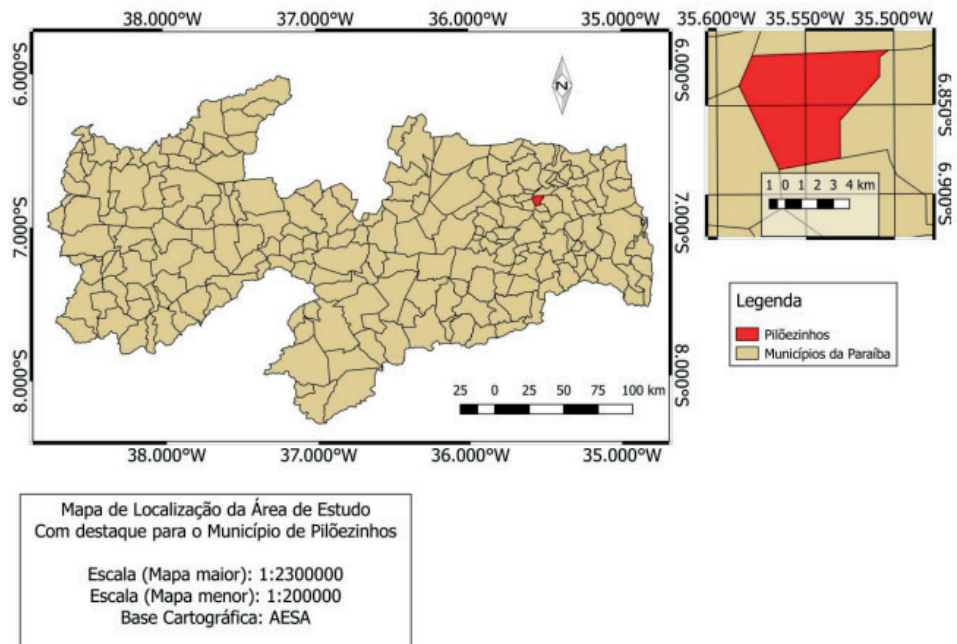 38.000°W 37.000°W 36.000°W 35.000°W
6.000°S
7.000°S
8.000°S
6.000°S
7.000°S
8.000°S
N
25 0 25 50 75 100 km
38.000°W 37.000°W 36.000°W 35.000°W
35.600°W 35.550°W 35.500°W
6.850°S
6.900°S
1 0 1 2 3 4 km
Legenda
Pilõezinhos
Municípios da Paraíba
Mapa de Localização da Área de Estudo
Com destaque para o Município de Pilõezinhos
Escala (Mapa maior): 1:2300000
Escala (Mapa menor): 1:200000
Base Cartográfica: AESA